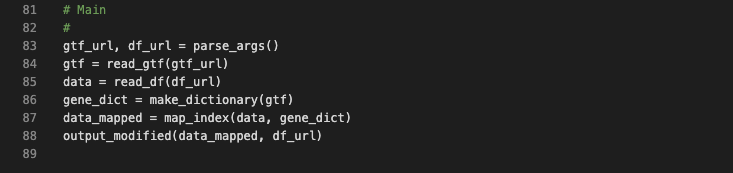 81 # Main
82 #
83 gtf_url, df_url = parse_args()
84 gtf = read_gtf(gtf_url)
85 data = read_df(df_url)
86 gene_dict = make_dictionary(gtf)
87 data_mapped = map_index(data, gene_dict)
88 output_modified(data_mapped, df_url)
89